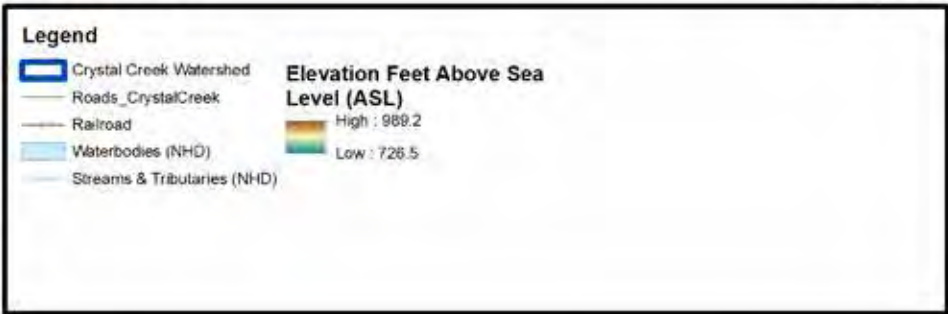 Legend
Crystal Creek Watershed
Roads_CrystalCreek
Railroad
Waterbodies (NHD)
Streams & Tributaries (NHD)
Elevation Feet Above Sea
Level (ASL)
High : 989.2
Low : 726.5